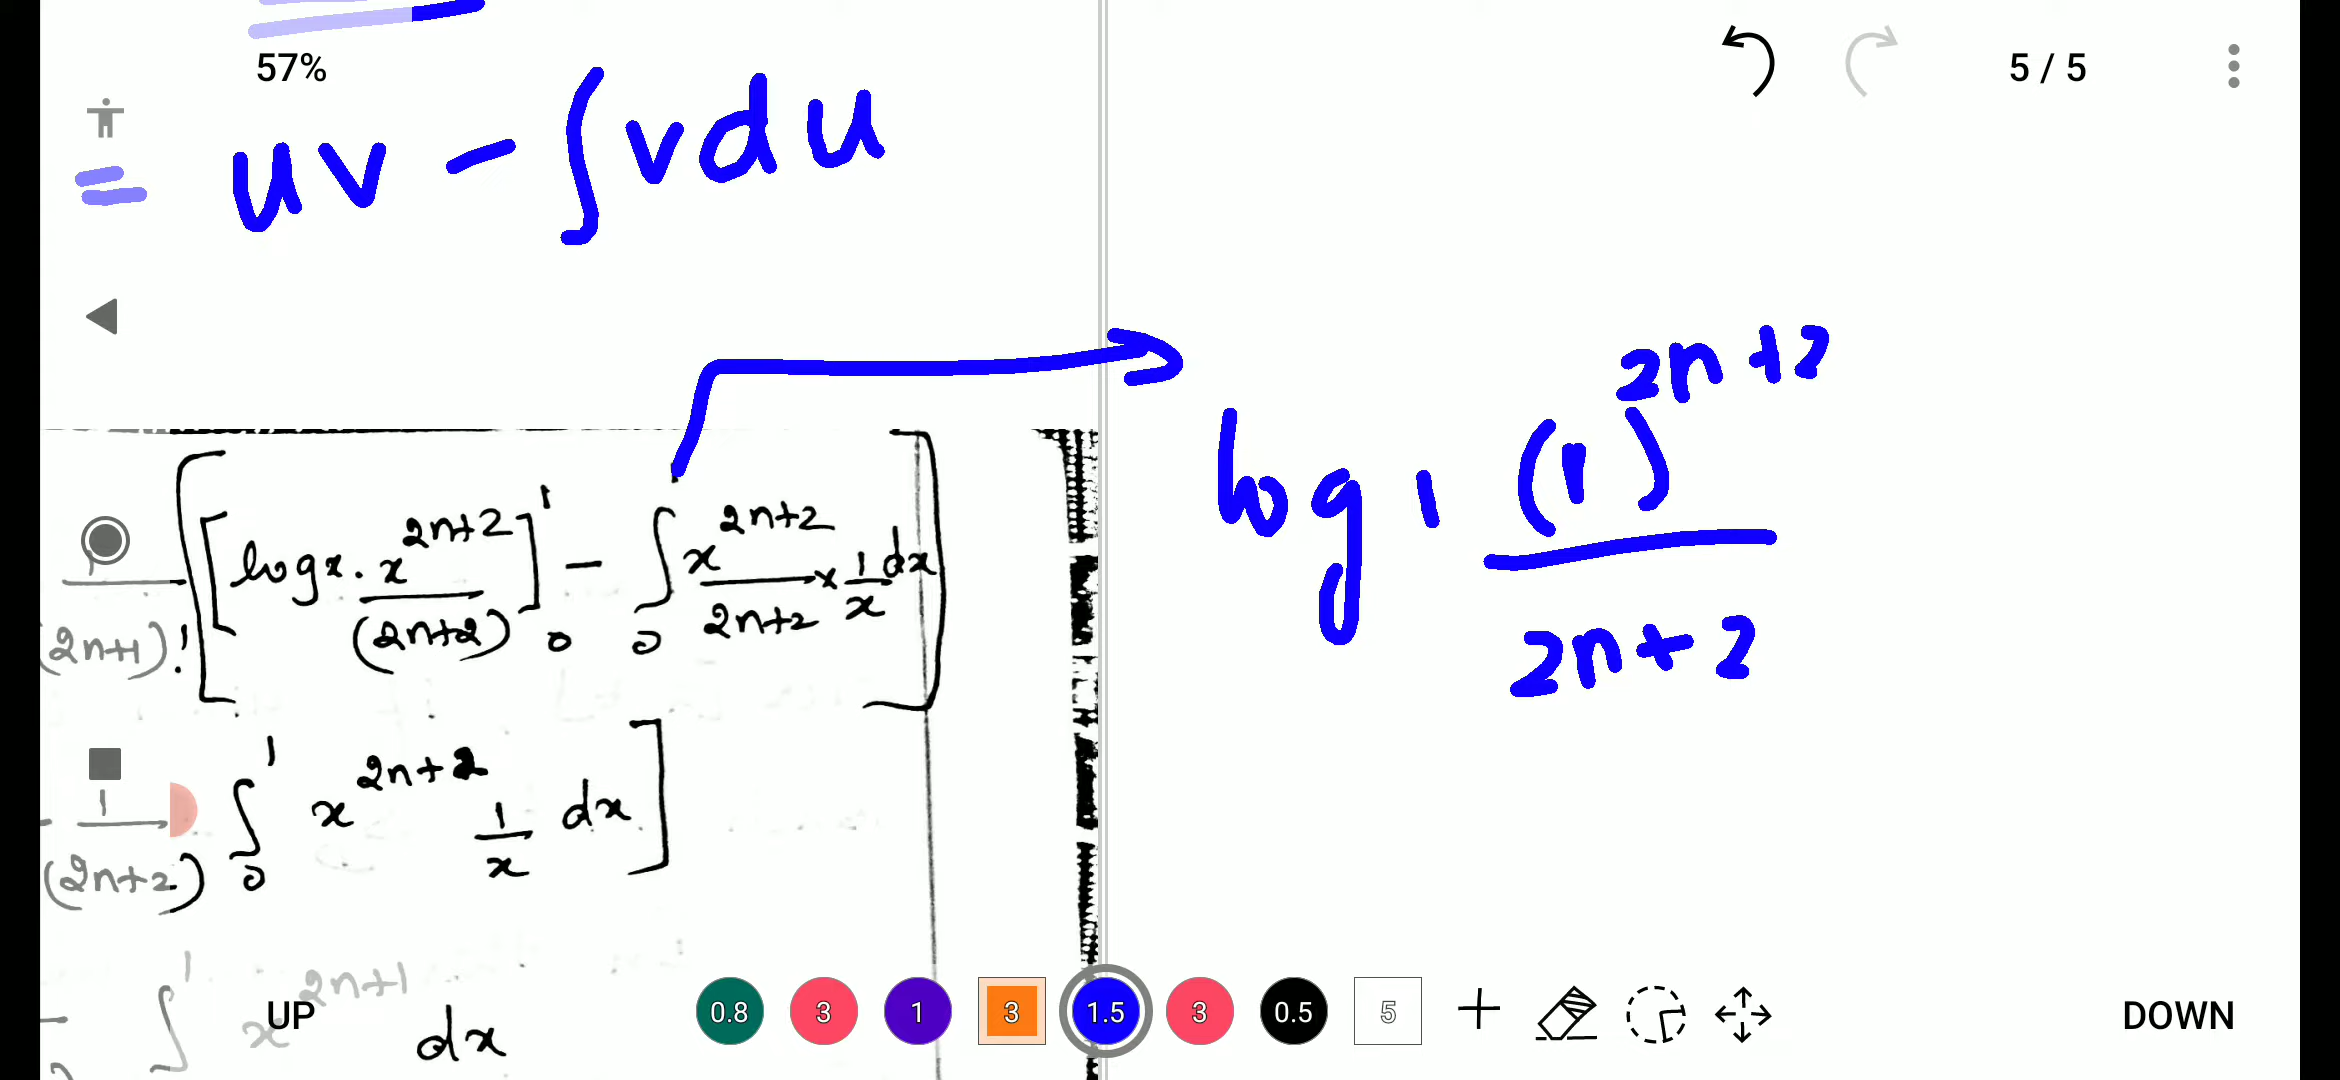 57%
5 / 5
= uv - ∫vdu
log 1 (1)^{2n+2} / 2n+2
1/(2n+1)! [[log x . x^{2n+2}/(2n+2)]_0^1 - ∫_0^1 x^{2n+2}/2n+2 × 1/x dx]
- 1/(2n+2) ∫_0^1 x^{2n+2} 1/x dx]
- ∫^1 x^{2n+1} dx
UP
0.8 3 1 3 1.5 3 0.5 5 +
DOWN